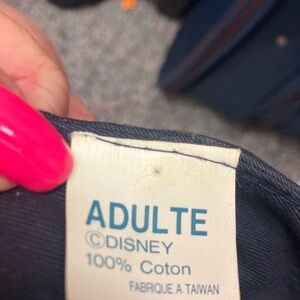 ADULTE
©DISNEY
100% Coton
FABRIQUE A TAIWAN